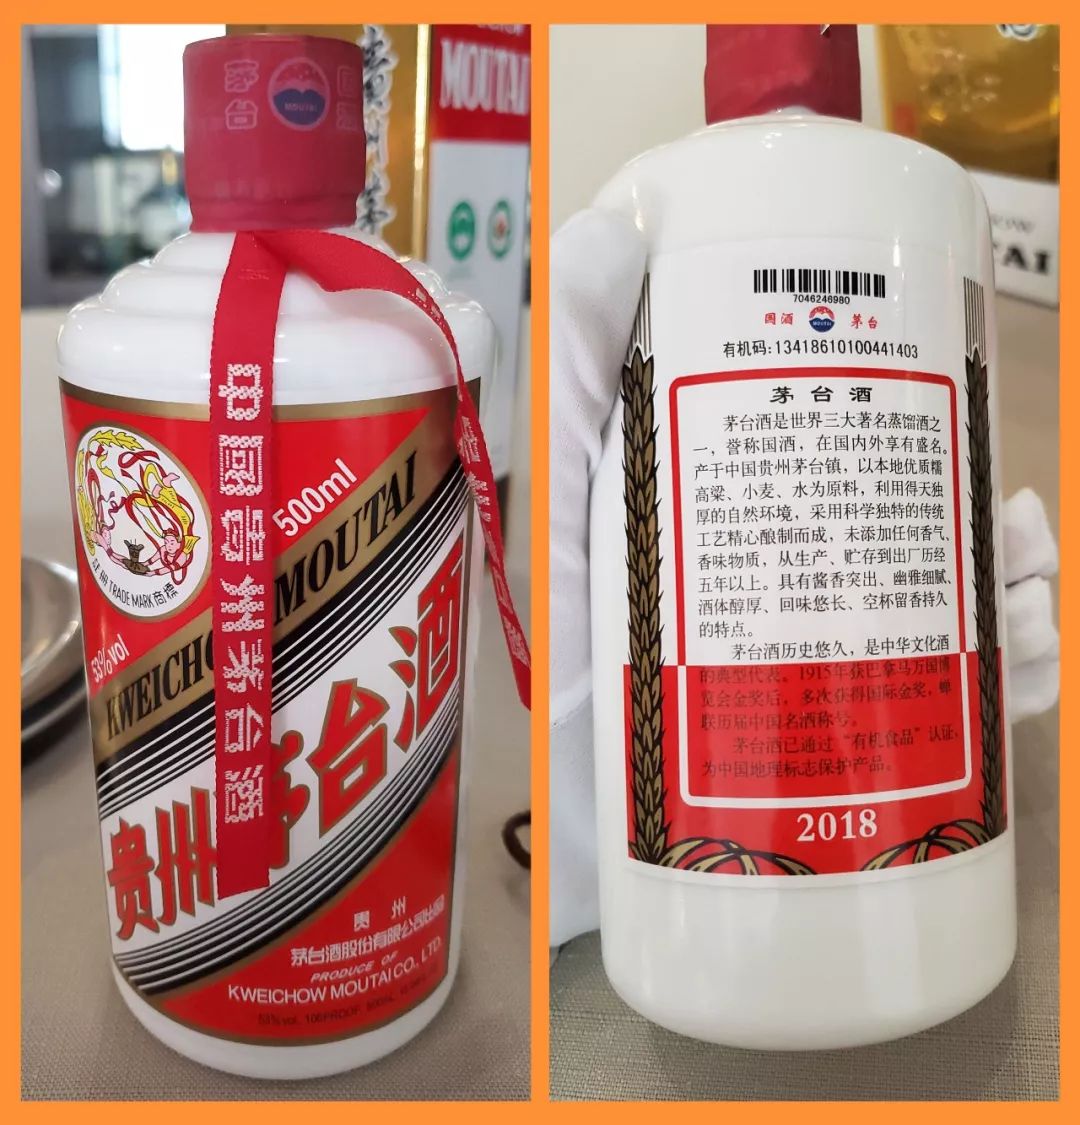 茅台
国酒
MOUTAI
MOUTAI
中国贵州茅台酒
500ml
TRADE MARK 商標
53%vol
KWEICHOW MOUTAI
贵州茅台酒
贵州
茅台酒股份有限公司出品
PRODUCE OF
KWEICHOW MOUTAI CO., LTD.
7046246980
国酒 MOUTAI 茅台
有机码:13418610100441403
茅台酒
茅台酒是世界三大著名蒸馏酒之
一，誉称国酒，在国内外享有盛名。
产于中国贵州茅台镇，以本地优质糯
高粱、小麦、水为原料，利用得天独
厚的自然环境，采用科学独特的传统
工艺精心酿制而成，未添加任何香气、
香味物质，从生产、贮存到出厂历经
五年以上。具有酱香突出、幽雅细腻、
酒体醇厚、回味悠长、空杯留香持久
的特点。
茅台酒历史悠久，是中华文化酒
的典型代表。1915年获巴拿马万国博
览会金奖后，多次获得国际金奖，蝉
联历届中国名酒称号。
茅台酒已通过“有机食品”认证，
为中国地理标志保护产品。
2018